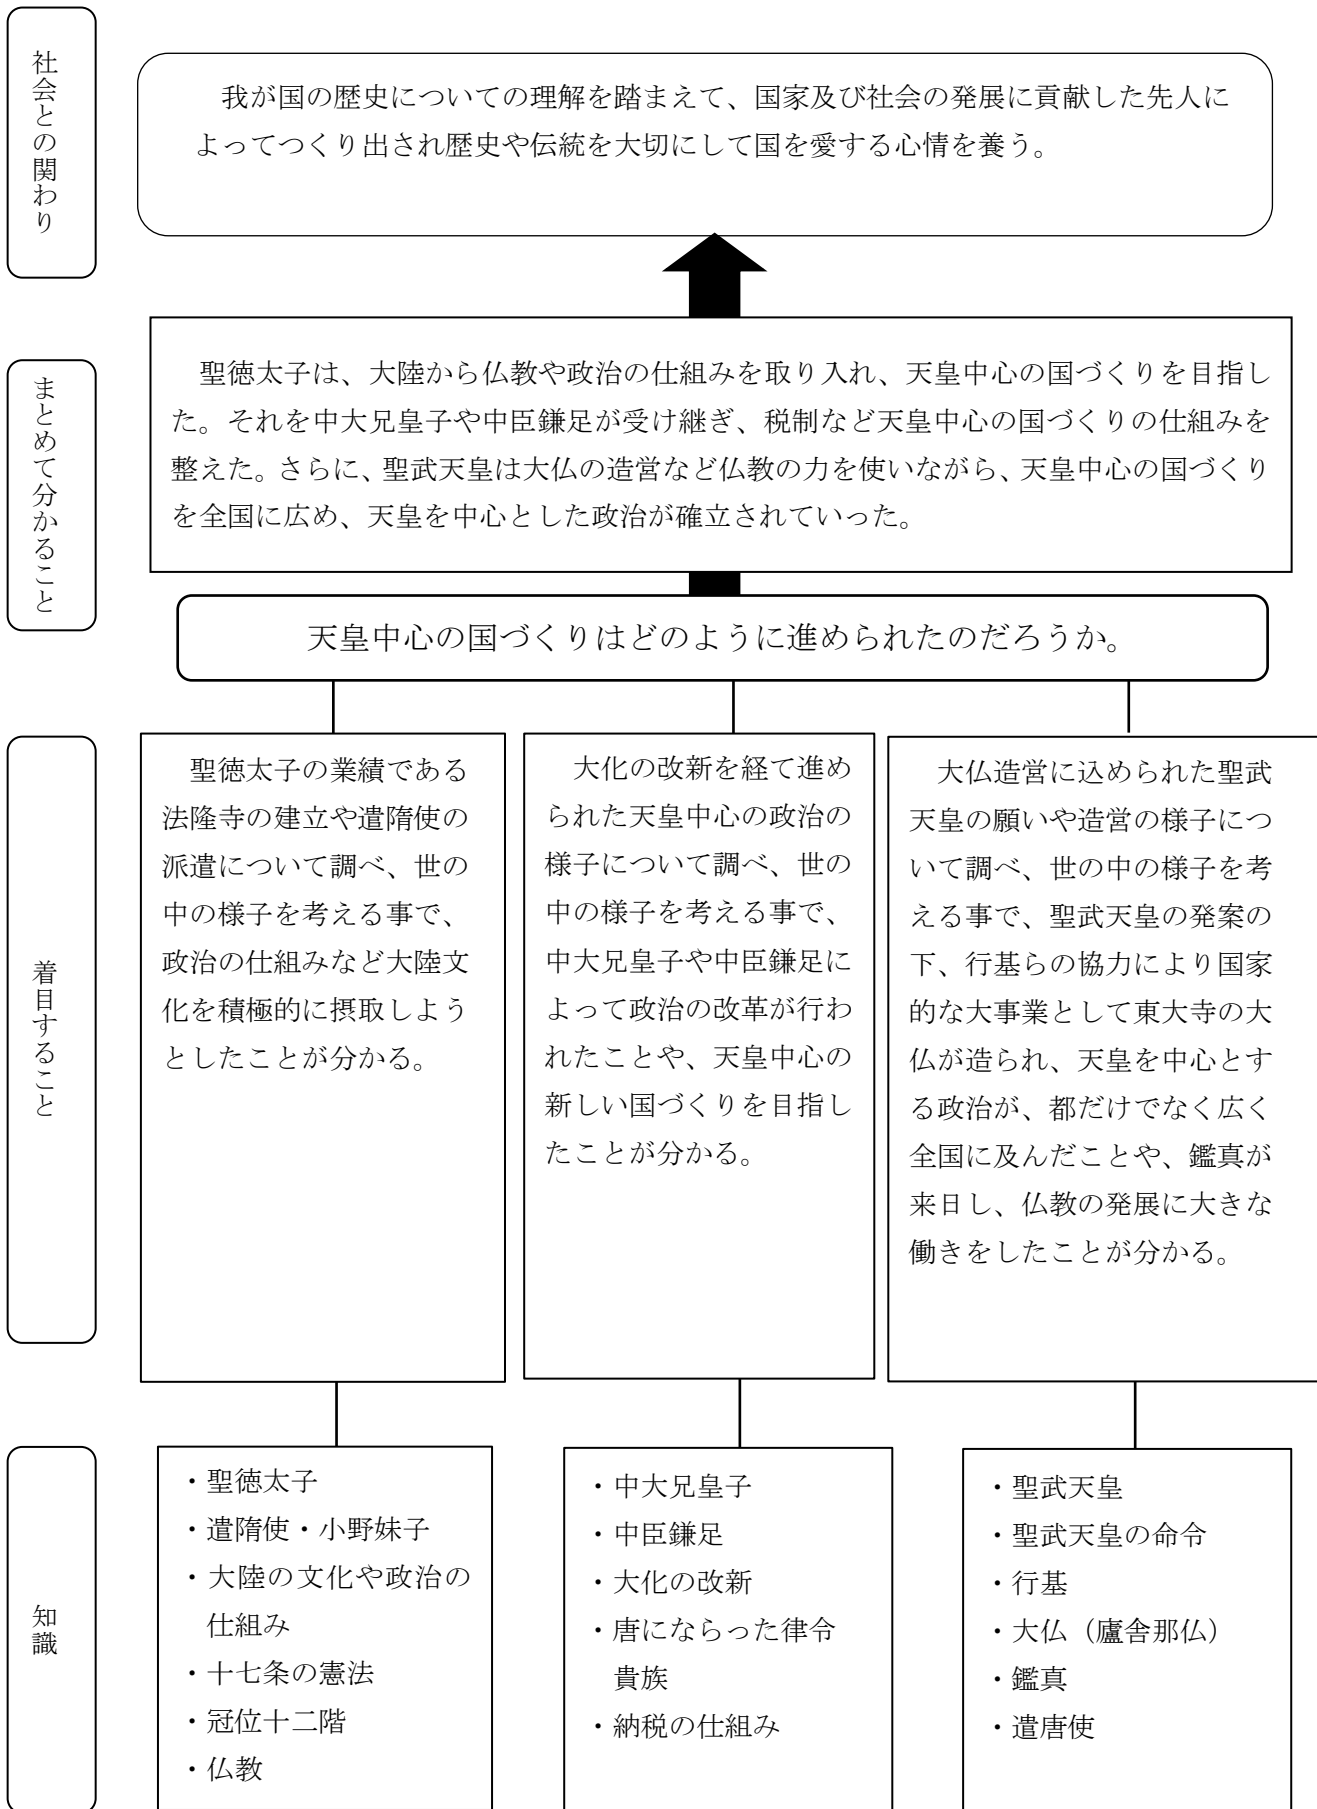 社会との関わり
我が国の歴史についての理解を踏まえて、国家及び社会の発展に貢献した先人に
よってつくり出され歴史や伝統を大切にして国を愛する心情を養う。
まとめて分かること
聖徳太子は、大陸から仏教や政治の仕組みを取り入れ、天皇中心の国づくりを目指し
た。それを中大兄皇子や中臣鎌足が受け継ぎ、税制など天皇中心の国づくりの仕組みを
整えた。さらに、聖武天皇は大仏の造営など仏教の力を使いながら、天皇中心の国づくり
を全国に広め、天皇を中心とした政治が確立されていった。
天皇中心の国づくりはどのように進められたのだろうか。
着目すること
聖徳太子の業績である
法隆寺の建立や遣隋使の
派遣について調べ、世の
中の様子を考える事で、
政治の仕組みなど大陸文
化を積極的に摂取しよう
としたことが分かる。
大化の改新を経て進め
られた天皇中心の政治の
様子について調べ、世の
中の様子を考える事で、
中大兄皇子や中臣鎌足に
よって政治の改革が行わ
れたことや、天皇中心の
新しい国づくりを目指し
たことが分かる。
大仏造営に込められた聖武
天皇の願いや造営の様子につ
いて調べ、世の中の様子を考
える事で、聖武天皇の発案の
下、行基らの協力により国家
的な大事業として東大寺の大
仏が造られ、天皇を中心とす
る政治が、都だけでなく広く
全国に及んだことや、鑑真が
来日し、仏教の発展に大きな
働きをしたことが分かる。
知識
・聖徳太子
・遣隋使・小野妹子
・大陸の文化や政治の
仕組み
・十七条の憲法
・冠位十二階
・仏教
・中大兄皇子
・中臣鎌足
・大化の改新
・唐にならった律令
貴族
・納税の仕組み
・聖武天皇
・聖武天皇の命令
・行基
・大仏（廬舎那仏）
・鑑真
・遣唐使